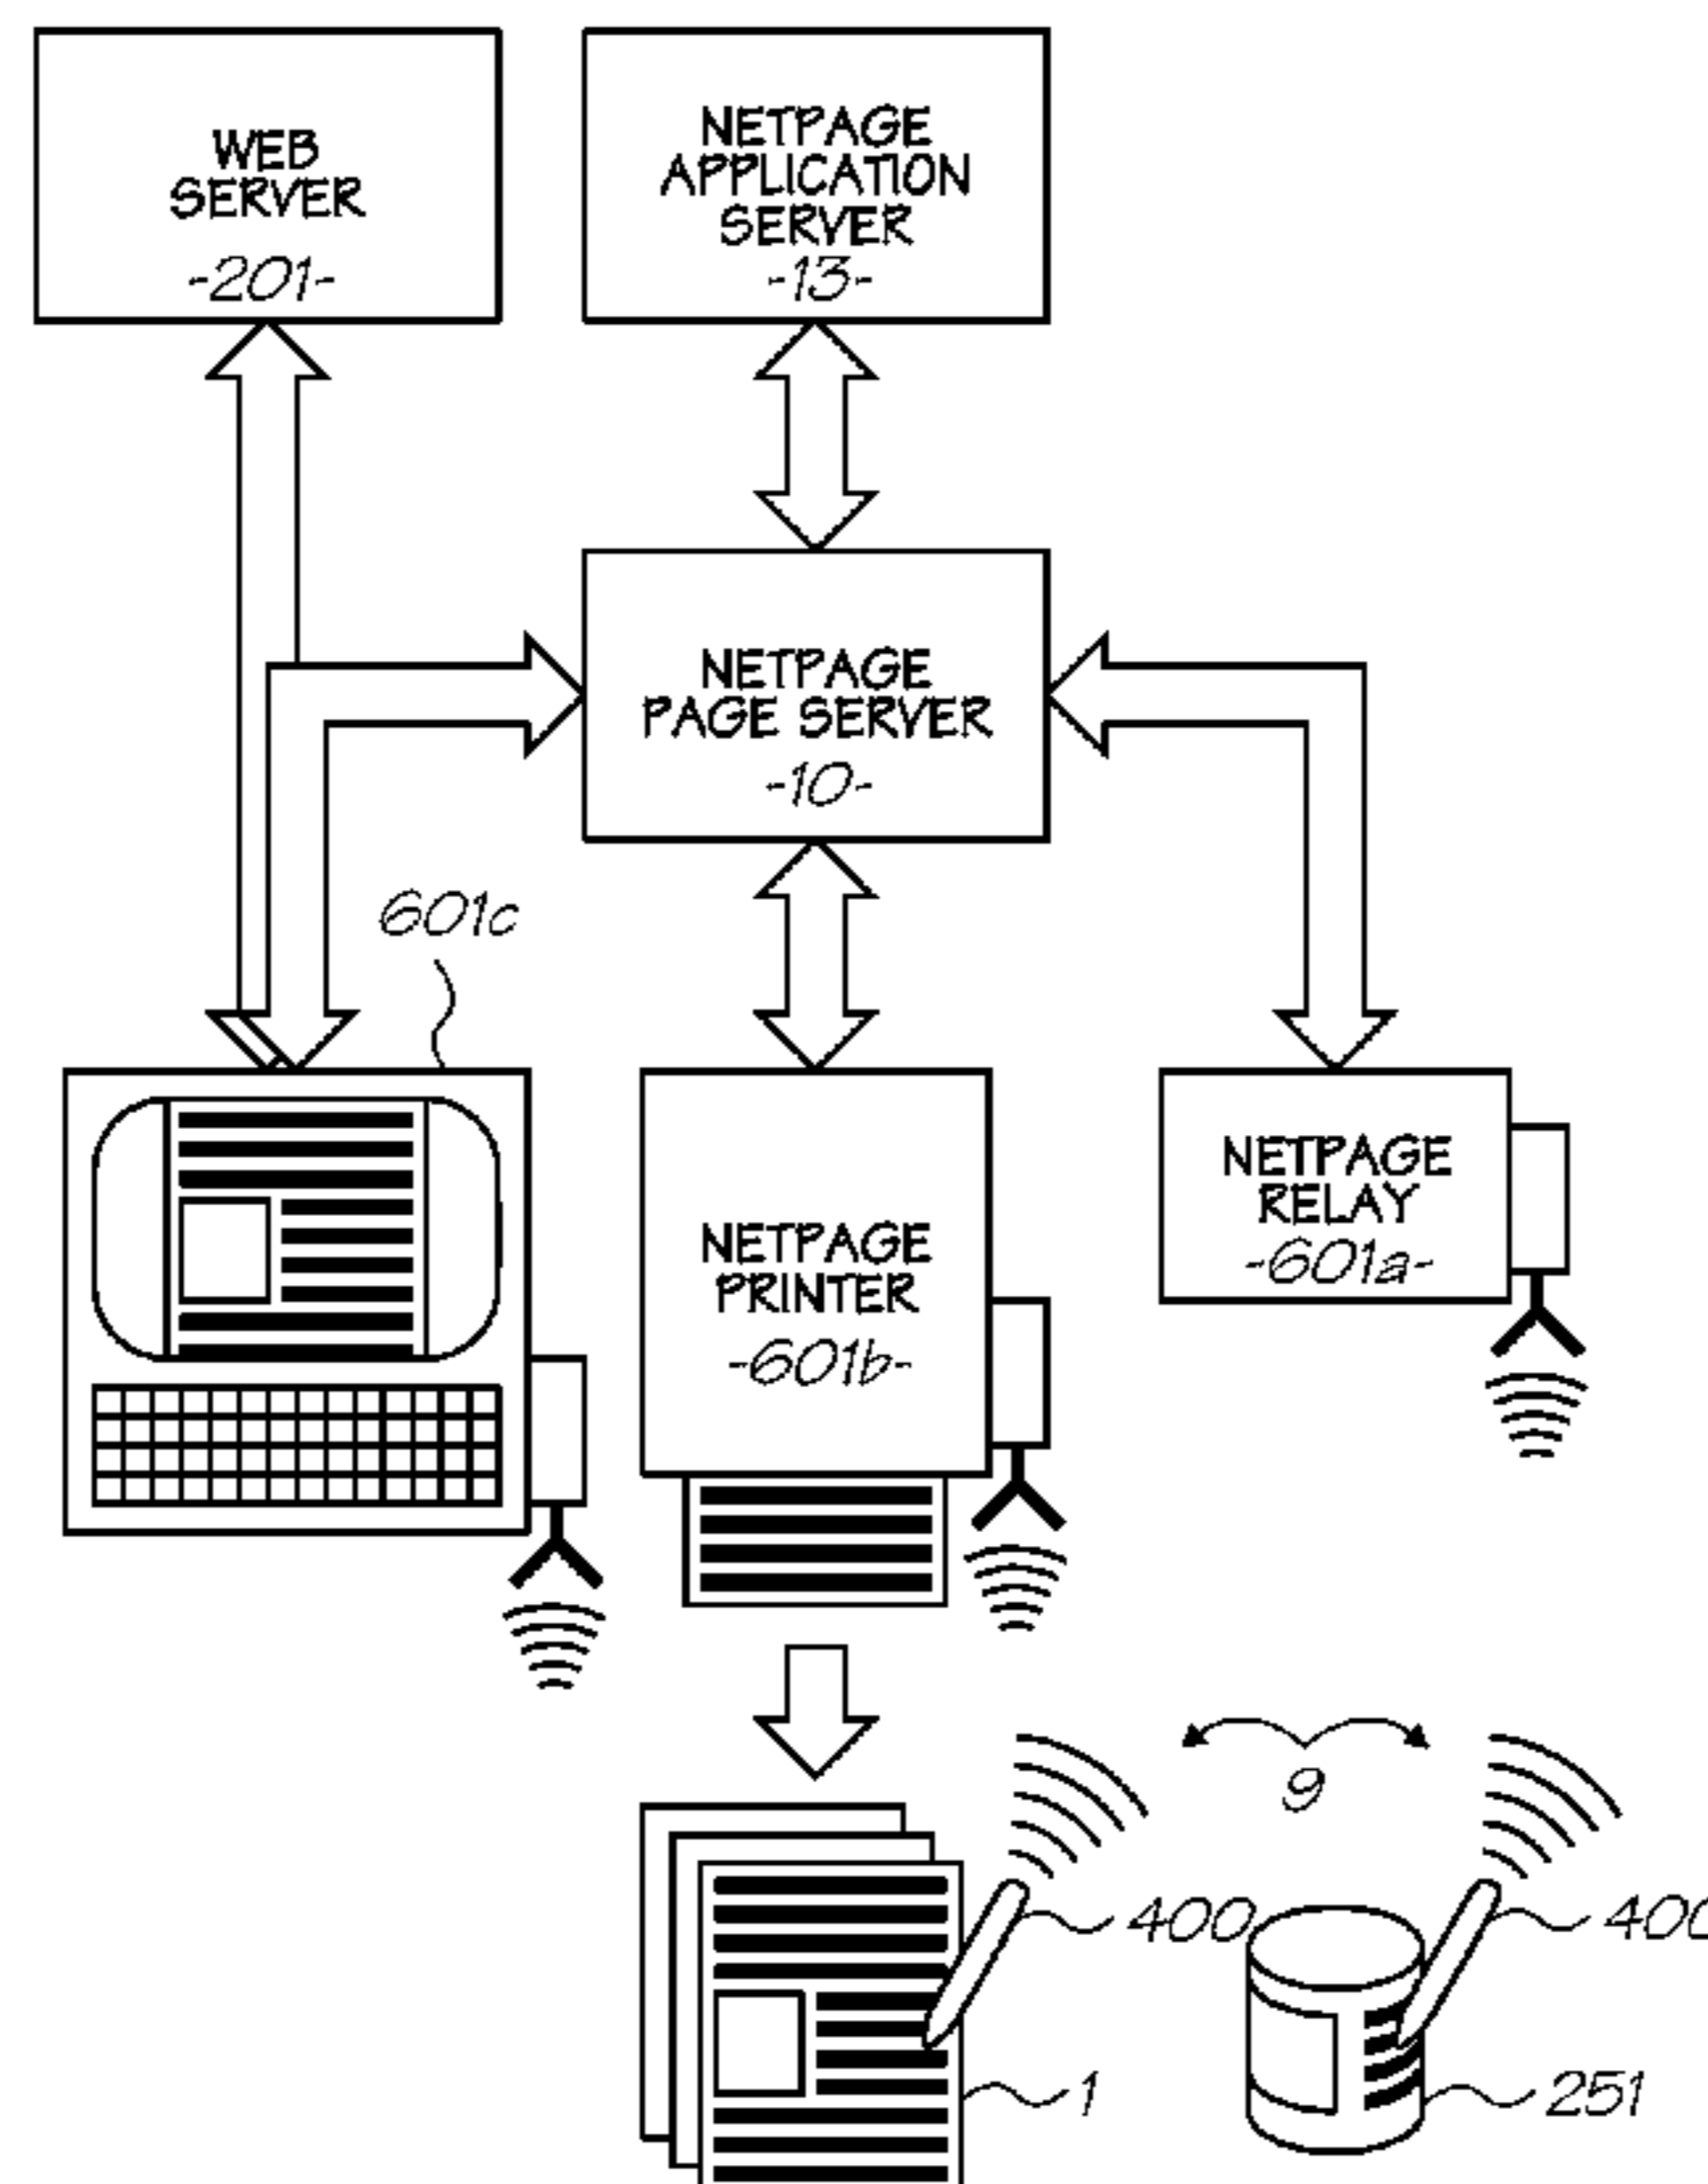 WEB
SERVER
-201-
NETPAGE
APPLICATION
SERVER
-13-
NETPAGE
PAGE SERVER
-10-
601c
NETPAGE
PRINTER
-601b-
NETPAGE
RELAY
-601a-
9
400
400
1
251